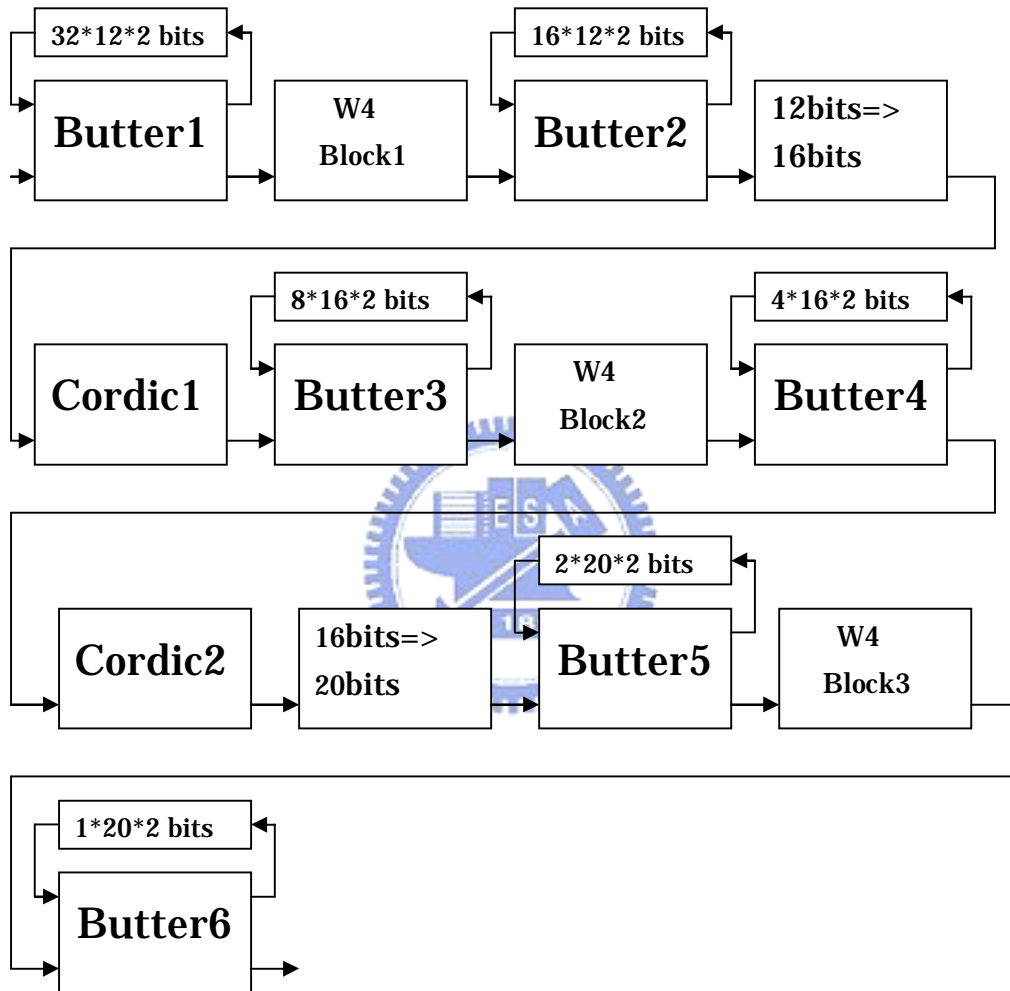 32*12*2 bits
16*12*2 bits
Butter1
W4
Block1
Butter2
12bits=>
16bits
8*16*2 bits
4*16*2 bits
Cordic1
Butter3
W4
Block2
Butter4
E S A
2*20*2 bits
Cordic2
16bits=>
20bits
18
Butter5
W4
Block3
1*20*2 bits
Butter6